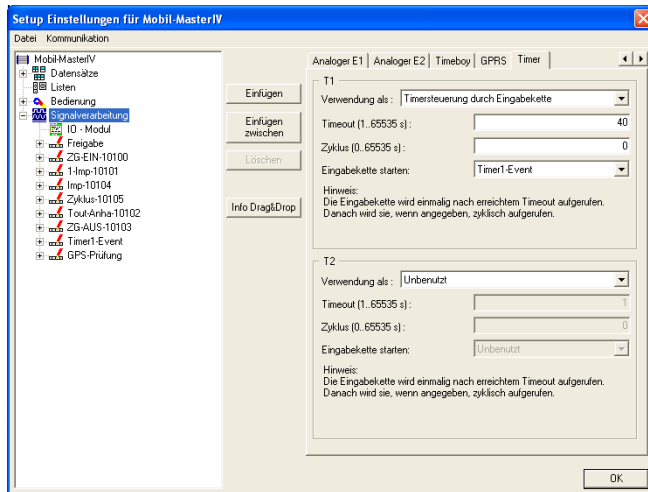 Setup Einstellungen für Mobil-MasterIV
Datei Kommunikation
Mobil-MasterIV
Datensätze
Listen
Bedienung
Signalverarbeitung
IO - Modul
Freigabe
ZG-EIN-10100
1-Imp-10101
Imp-10104
Zyklus-10105
Tout-Anha-10102
ZG-AUS-10103
Timer1-Event
GPS-Prüfung
Einfügen
Einfügen
zwischen
Löschen
Info Drag&Drop
Analoger E1 Analoger E2 Timeboy GPRS Timer
T1
Verwendung als : Timersteuerung durch Eingabekette
Timeout (1..65535 s) : 40
Zyklus (0..65535 s) : 0
Eingabekette starten: Timer1-Event
Hinweis:
Die Eingabekette wird einmalig nach erreichtem Timeout aufgerufen.
Danach wird sie, wenn angegeben, zyklisch aufgerufen.
T2
Verwendung als : Unbenutzt
Timeout (1..65535 s) : 1
Zyklus (0..65535 s) : 0
Eingabekette starten: Unbenutzt
Hinweis:
Die Eingabekette wird einmalig nach erreichtem Timeout aufgerufen.
Danach wird sie, wenn angegeben, zyklisch aufgerufen.
OK